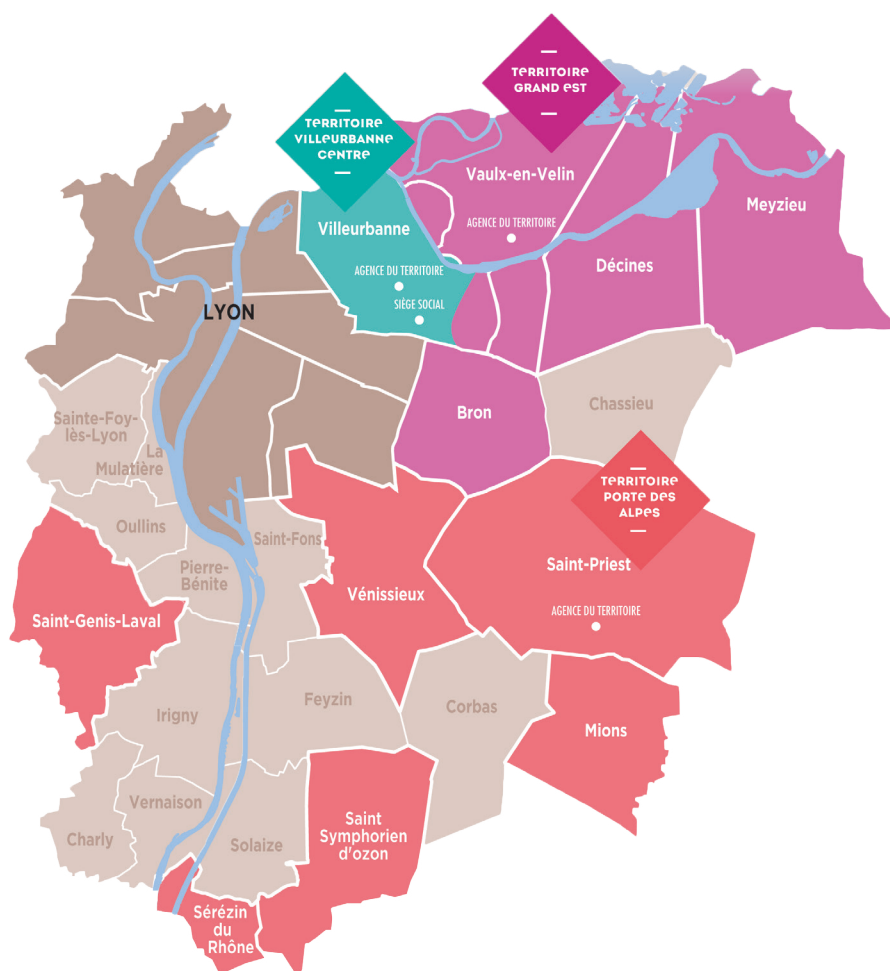 TERRITOIRE
GRAND EST
TERRITOIRE
VILLEURBANNE
CENTRE
Vaulx-en-Velin
Meyzieu
AGENCE DU TERRITOIRE
Villeurbanne
Décines
AGENCE DU TERRITOIRE
SIÈGE SOCIAL
LYON
Chassieu
Bron
Sainte-Foy-
lès-Lyon
La
Mulatière
TERRITOIRE
PORTE DES
ALPES
Oullins
Saint-Fons
Pierre-
Bénite
Saint-Priest
Vénissieux
AGENCE DU TERRITOIRE
Saint-Genis-Laval
Feyzin
Corbas
Irigny
Mions
Vernaison
Charly
Solaize
Saint
Symphorien
d'ozon
Sérézin
du
Rhône